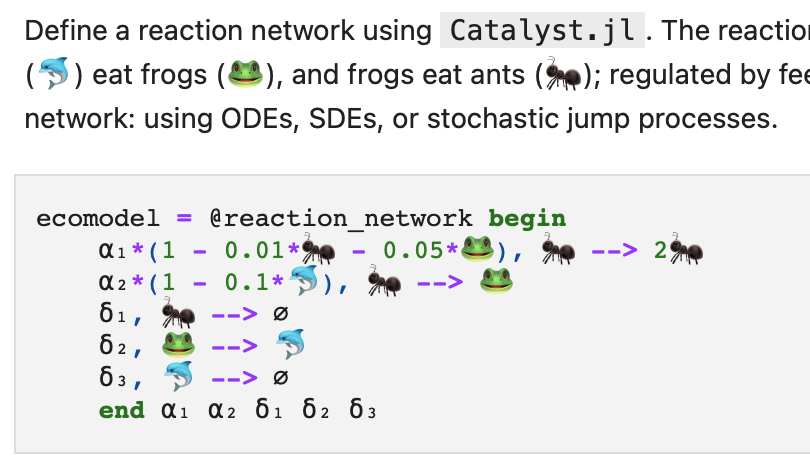 Define a reaction network using Catalyst.jl. The reactio
(🐬) eat frogs (🐸), and frogs eat ants (🐜); regulated by fee
network: using ODEs, SDEs, or stochastic jump processes.
ecomodel = @reaction_network begin
α₁*(1 - 0.01*🐜 - 0.05*🐸), 🐜 --> 2🐜
α₂*(1 - 0.1*🐬), 🐜 --> 🐸
δ₁, 🐜 --> ∅
δ₂, 🐸 --> 🐬
δ₃, 🐬 --> ∅
end α₁ α₂ δ₁ δ₂ δ₃